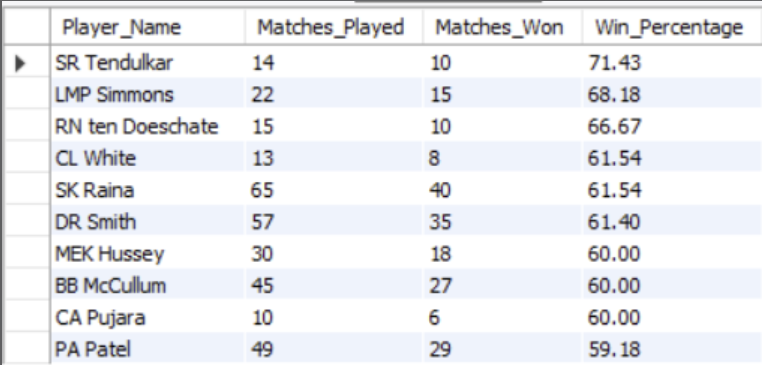 Player_Name Matches_Played Matches_Won Win_Percentage
SR Tendulkar 14 10 71.43
LMP Simmons 22 15 68.18
RN ten Doeschate 15 10 66.67
CL White 13 8 61.54
SK Raina 65 40 61.54
DR Smith 57 35 61.40
MEK Hussey 30 18 60.00
BB McCullum 45 27 60.00
CA Pujara 10 6 60.00
PA Patel 49 29 59.18